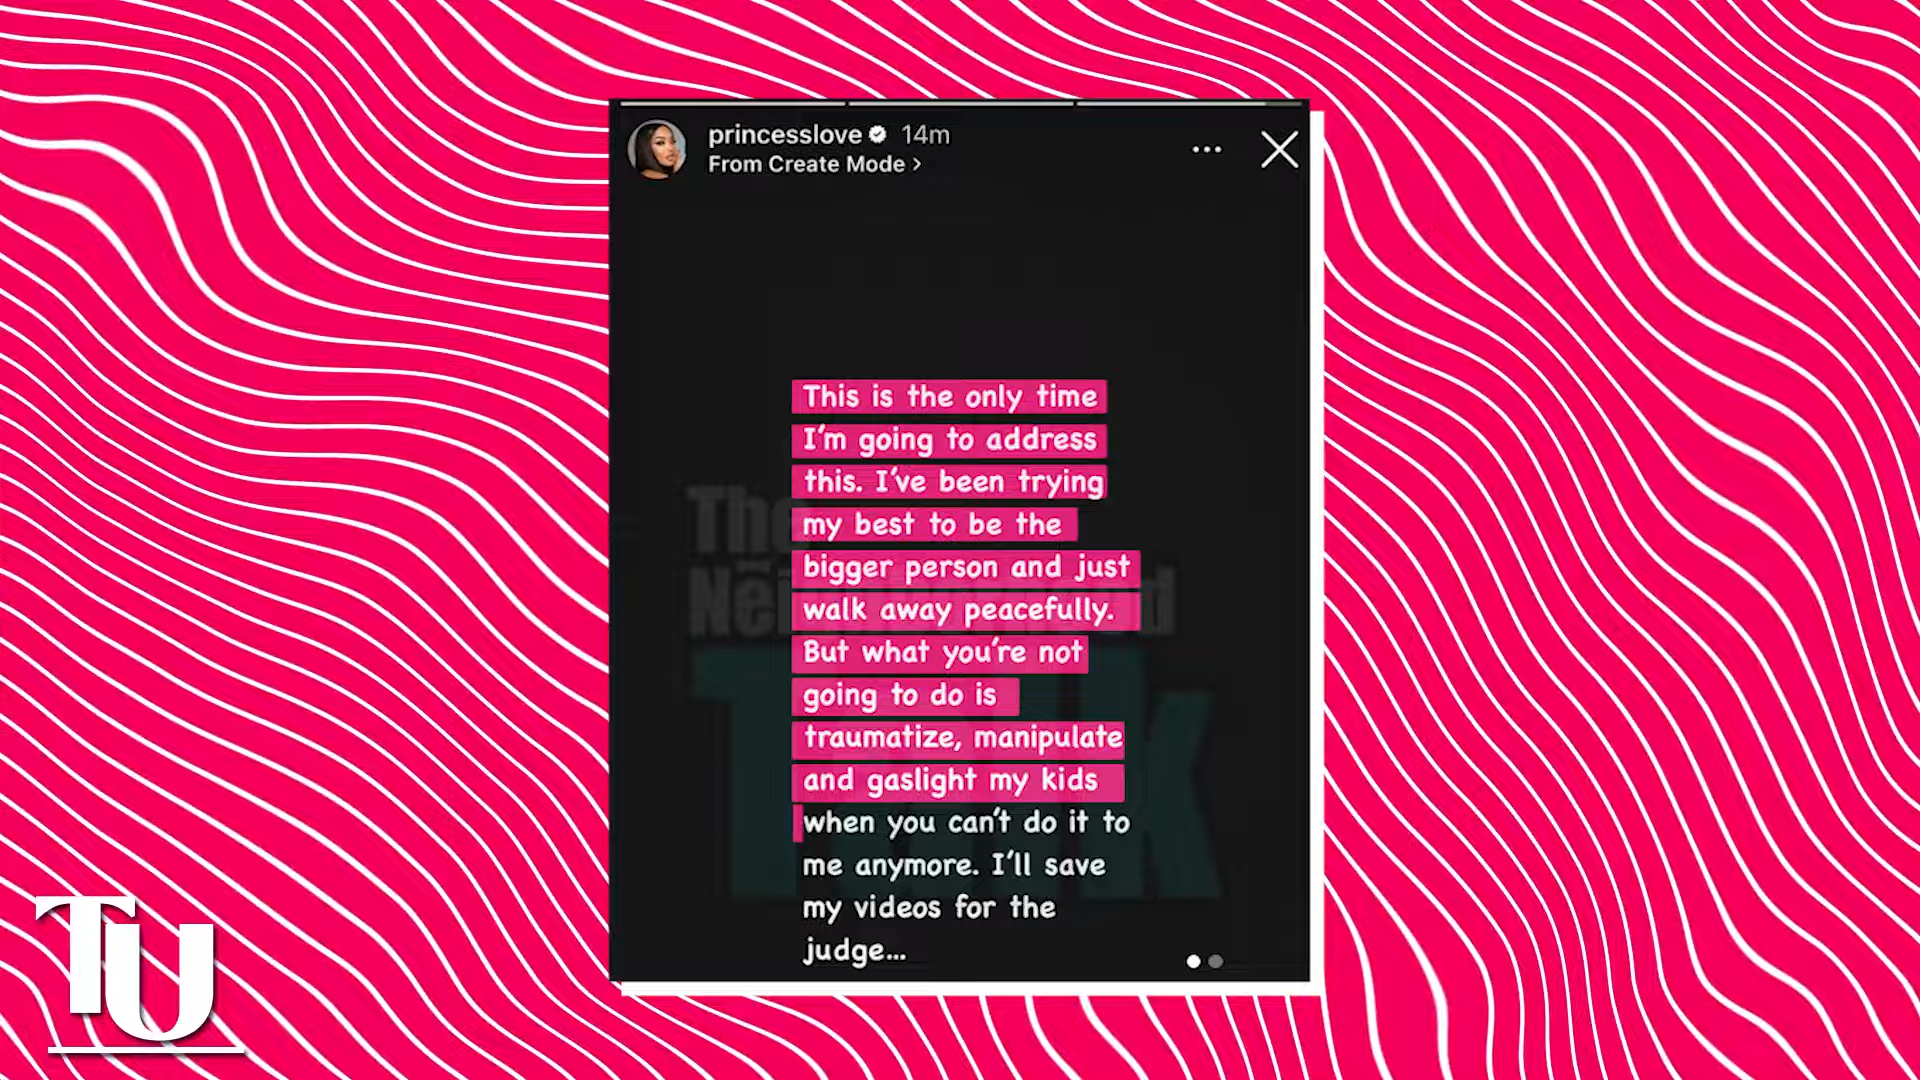 princesslove 14m
From Create Mode >
This is the only time
I'm going to address
this. I've been trying
my best to be the
bigger person and just
walk away peacefully.
But what you're not
going to do is
traumatize, manipulate
and gaslight my kids
when you can't do it to
me anymore. I'll save
my videos for the
judge...
The
TU